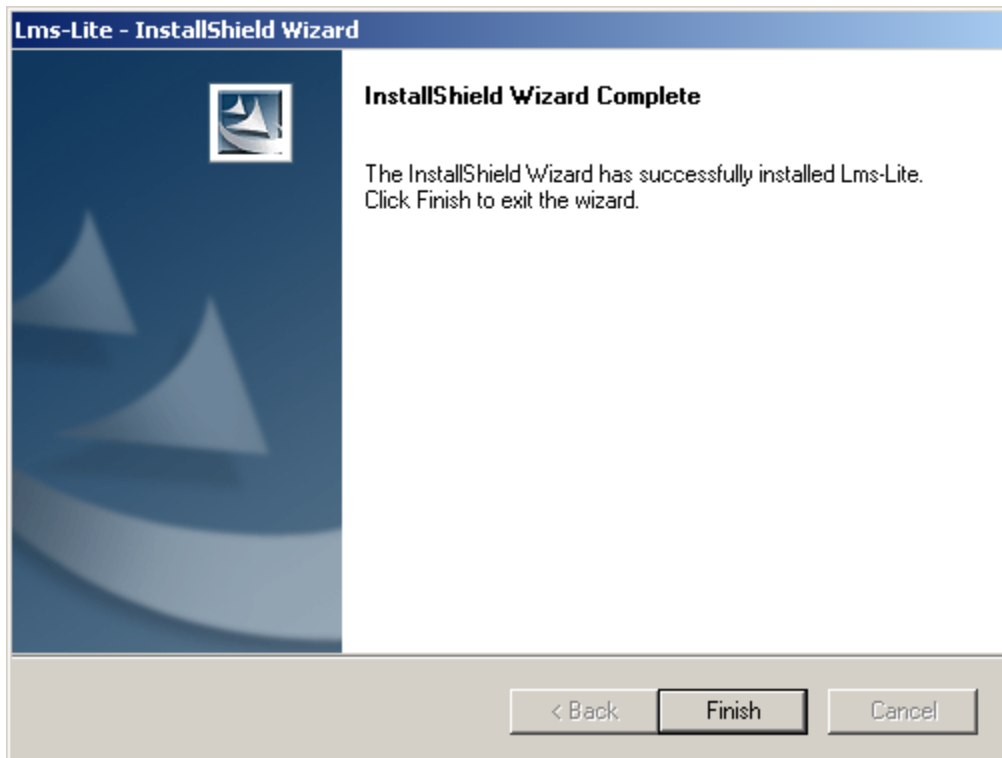 Lms-Lite - InstallShield Wizard
InstallShield Wizard Complete
The InstallShield Wizard has successfully installed Lms-Lite.
Click Finish to exit the wizard.
< Back
Finish
Cancel